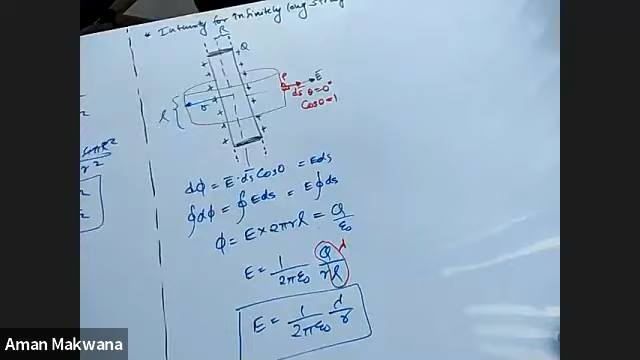 * Intensity for infinitely long
R
Q
+ + + +
P
E̅
ds̅ θ=0°
Cosθ=1
l
r
dϕ = E̅·ds̅ Cos0 = Eds
∮dϕ = ∮Eds = E∮ds
ϕ = E×2πrl = Q/ε₀
E = 1/2πε₀ Q/rl λ
E = 1/2πε₀ λ/r
r²
Aman Makwana